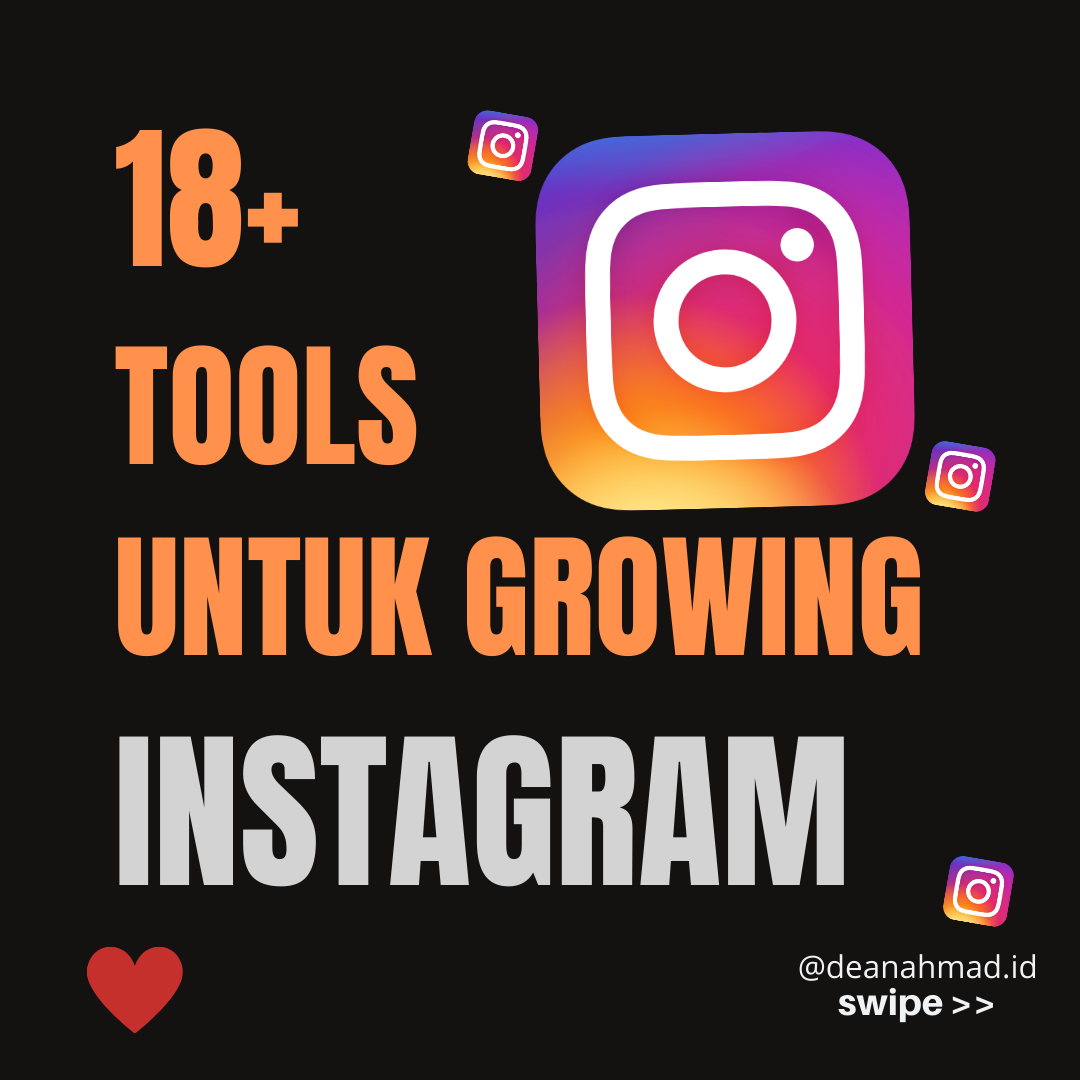 18+
TOOLS
UNTUK GROWING
INSTAGRAM
@deanahmad.id
swipe >>